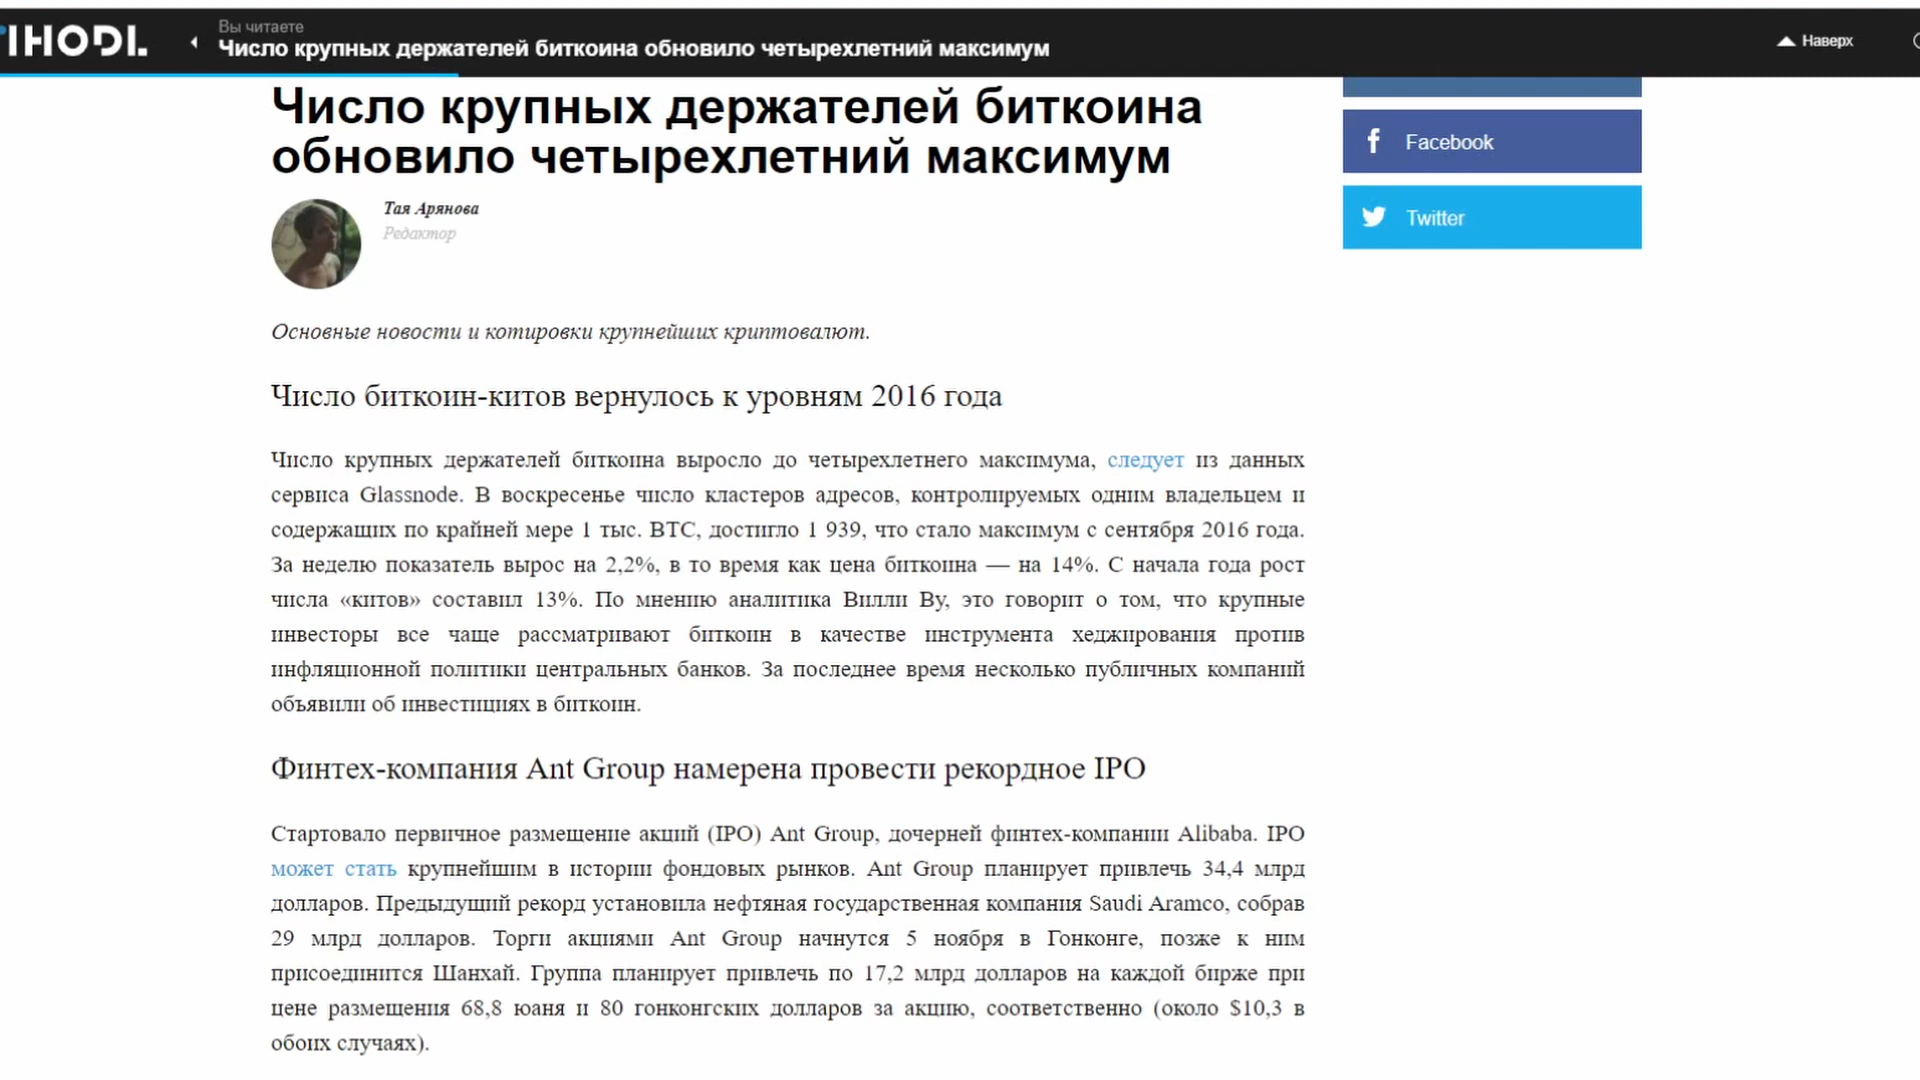 IHODL
Вы читаете
Число крупных держателей биткоина обновило четырехлетний максимум
Наверх
Число крупных держателей биткоина
обновило четырехлетний максимум
Facebook
Тая Арянова
Редактор
Twitter
Основные новости и котировки крупнейших криптовалют.
Число биткоин-китов вернулось к уровням 2016 года
Число крупных держателей биткоина выросло до четырехлетнего максимума, следует из данных
сервиса Glassnode. В воскресенье число кластеров адресов, контролируемых одним владельцем и
содержащих по крайней мере 1 тыс. BTC, достигло 1 939, что стало максимум с сентября 2016 года.
За неделю показатель вырос на 2,2%, в то время как цена биткоина — на 14%. С начала года рост
числа «китов» составил 13%. По мнению аналитика Вилли Ву, это говорит о том, что крупные
инвесторы все чаще рассматривают биткоин в качестве инструмента хеджирования против
инфляционной политики центральных банков. За последнее время несколько публичных компаний
объявили об инвестициях в биткоин.
Финтех-компания Ant Group намерена провести рекордное IPO
Стартовало первичное размещение акций (IPO) Ant Group, дочерней финтех-компании Alibaba. IPO
может стать крупнейшим в истории фондовых рынков. Ant Group планирует привлечь 34,4 млрд
долларов. Предыдущий рекорд установила нефтяная государственная компания Saudi Aramco, собрав
29 млрд долларов. Торги акциями Ant Group начнутся 5 ноября в Гонконге, позже к ним
присоединится Шанхай. Группа планирует привлечь по 17,2 млрд долларов на каждой бирже при
цене размещения 68,8 юаня и 80 гонконгских долларов за акцию, соответственно (около $10,3 в
обоих случаях).